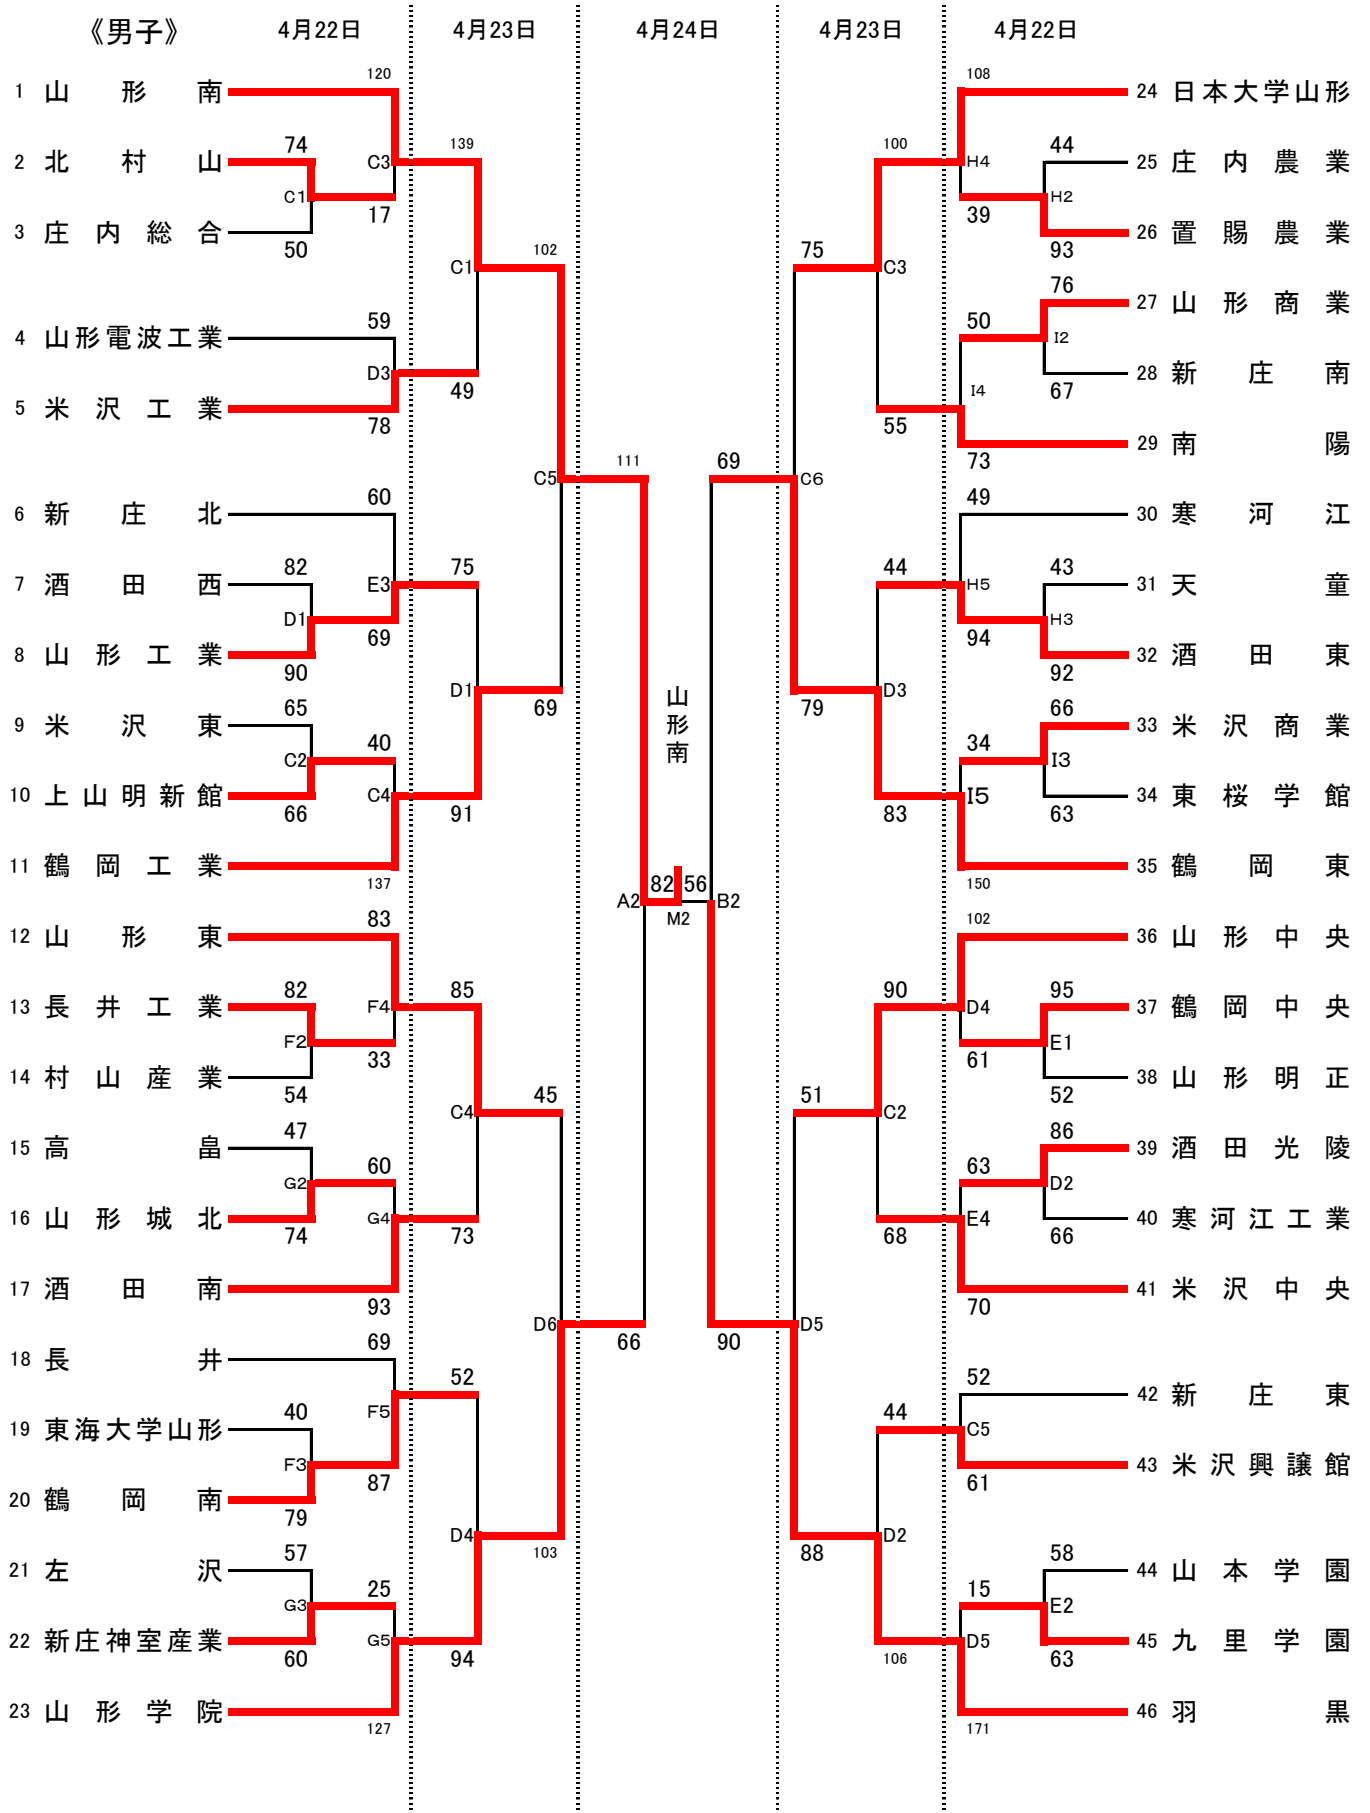 《男子》 4月22日 4月23日 4月24日 4月23日 4月22日
120 108
1 山形南 24 日本大学山形
74 139 100 44
2 北村山 C3 H4 25 庄内農業
C1 H2
17 39
3 庄内総合 26 置賜農業
50 102 75 93
C1 C3
76
27 山形商業
59 50
4 山形電波工業 I2
D3 28 新庄南
49 67
I4
5 米沢工業 55
78
29 南陽
111 69 73
C5 C6
60 49
6 新庄北 30 寒河江
82 75 44 43
7 酒田西 E3 H5 31 天童
D1 H3
69 94
8 山形工業 32 酒田東
90 92
D1 D3
65 69 山形南 79 66
9 米沢東 33 米沢商業
40 34
C2 I3
10 上山明新館 C4 I5 34 東桜学館
66 91 83 63
11 鶴岡工業 35 鶴岡東
137 82 56 150
A2 B2
83 M2 102
12 山形東 36 山形中央
82 85 90 95
13 長井工業 F4 D4 37 鶴岡中央
F2 E1
33 61
14 村山産業 38 山形明正
54 45 51 52
C4 C2
47 86
15 高畠 39 酒田光陵
60 63
G2 D2
16 山形城北 G4 E4 40 寒河江工業
74 73 68 66
17 酒田南 41 米沢中央
93 70
D6 D5
69 66 90
18 長井
52 52
42 新庄東
40 F5 44
19 東海大学山形 C5
F3 43 米沢興譲館
87 61
20 鶴岡南
79
D4 D2
57 103 88 58
21 左沢 44 山本学園
25 15
G3 E2
22 新庄神室産業 G5 D5 45 九里学園
60 94 106 63
23 山形学院 46 羽黒
127 171